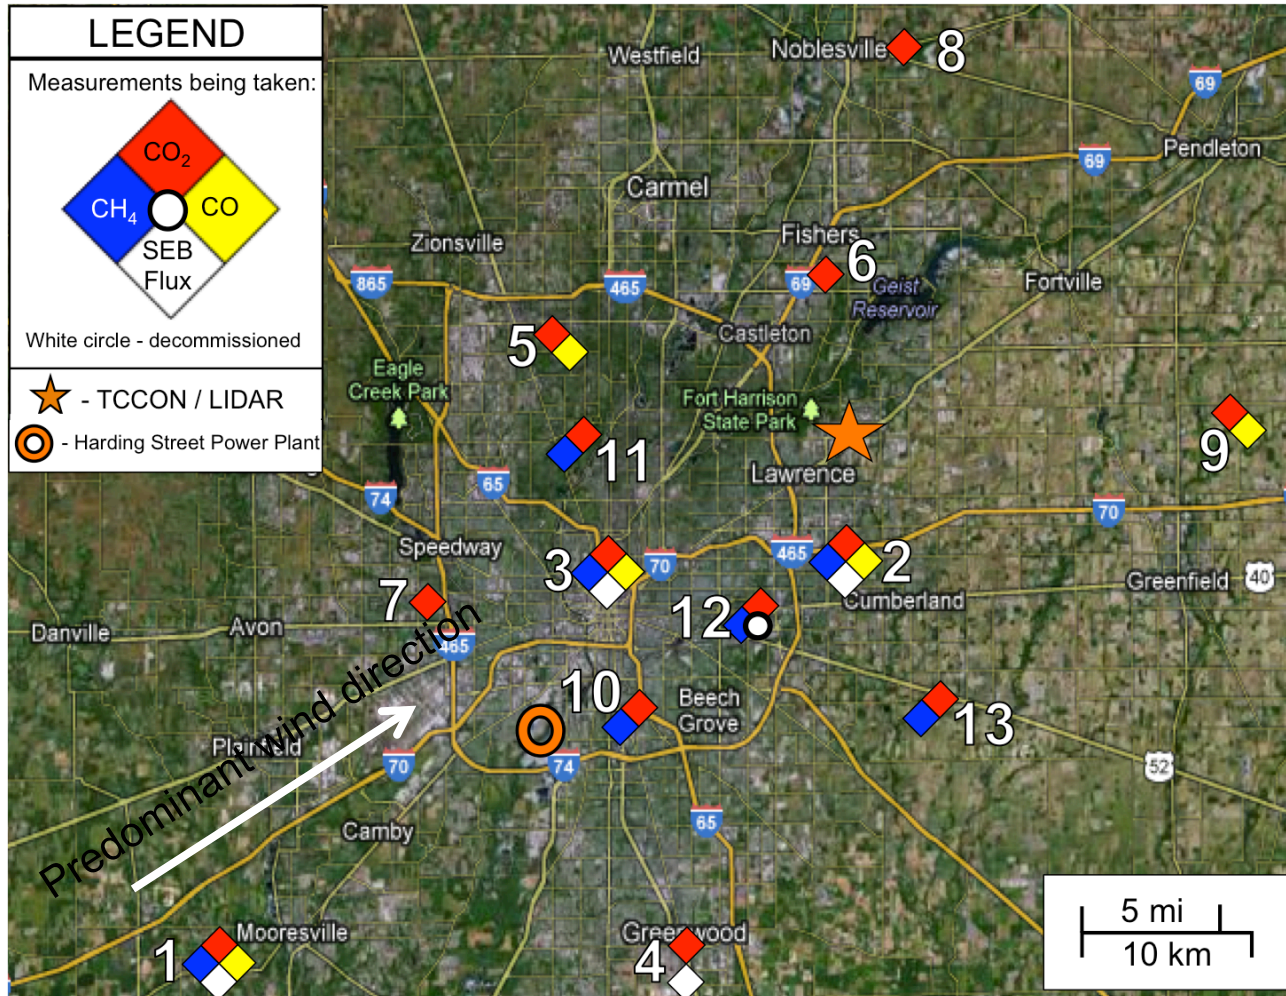 LEGEND
Measurements being taken:
CO2
CH4
CO
SEB
Flux
White circle - decommissioned
- TCCON / LIDAR
- Harding Street Power Plant
Westfield
Noblesville
8
69
Pendleton
69
Carmel
Zionsville
Fishers
6
865
465
69
Geist
Reservoir
Fortville
5
Castleton
Eagle
Creek Park
Fort Harrison
State Park
9
11
Lawrence
65
74
70
Speedway
3
70
465
2
Greenfield
40
7
12
Cumberland
Danville
Avon
465
Predominant wind direction
10
Beech
Grove
13
Plainfield
70
74
52
65
Camby
Mooresville
Greenwood
1
4
5 mi
10 km